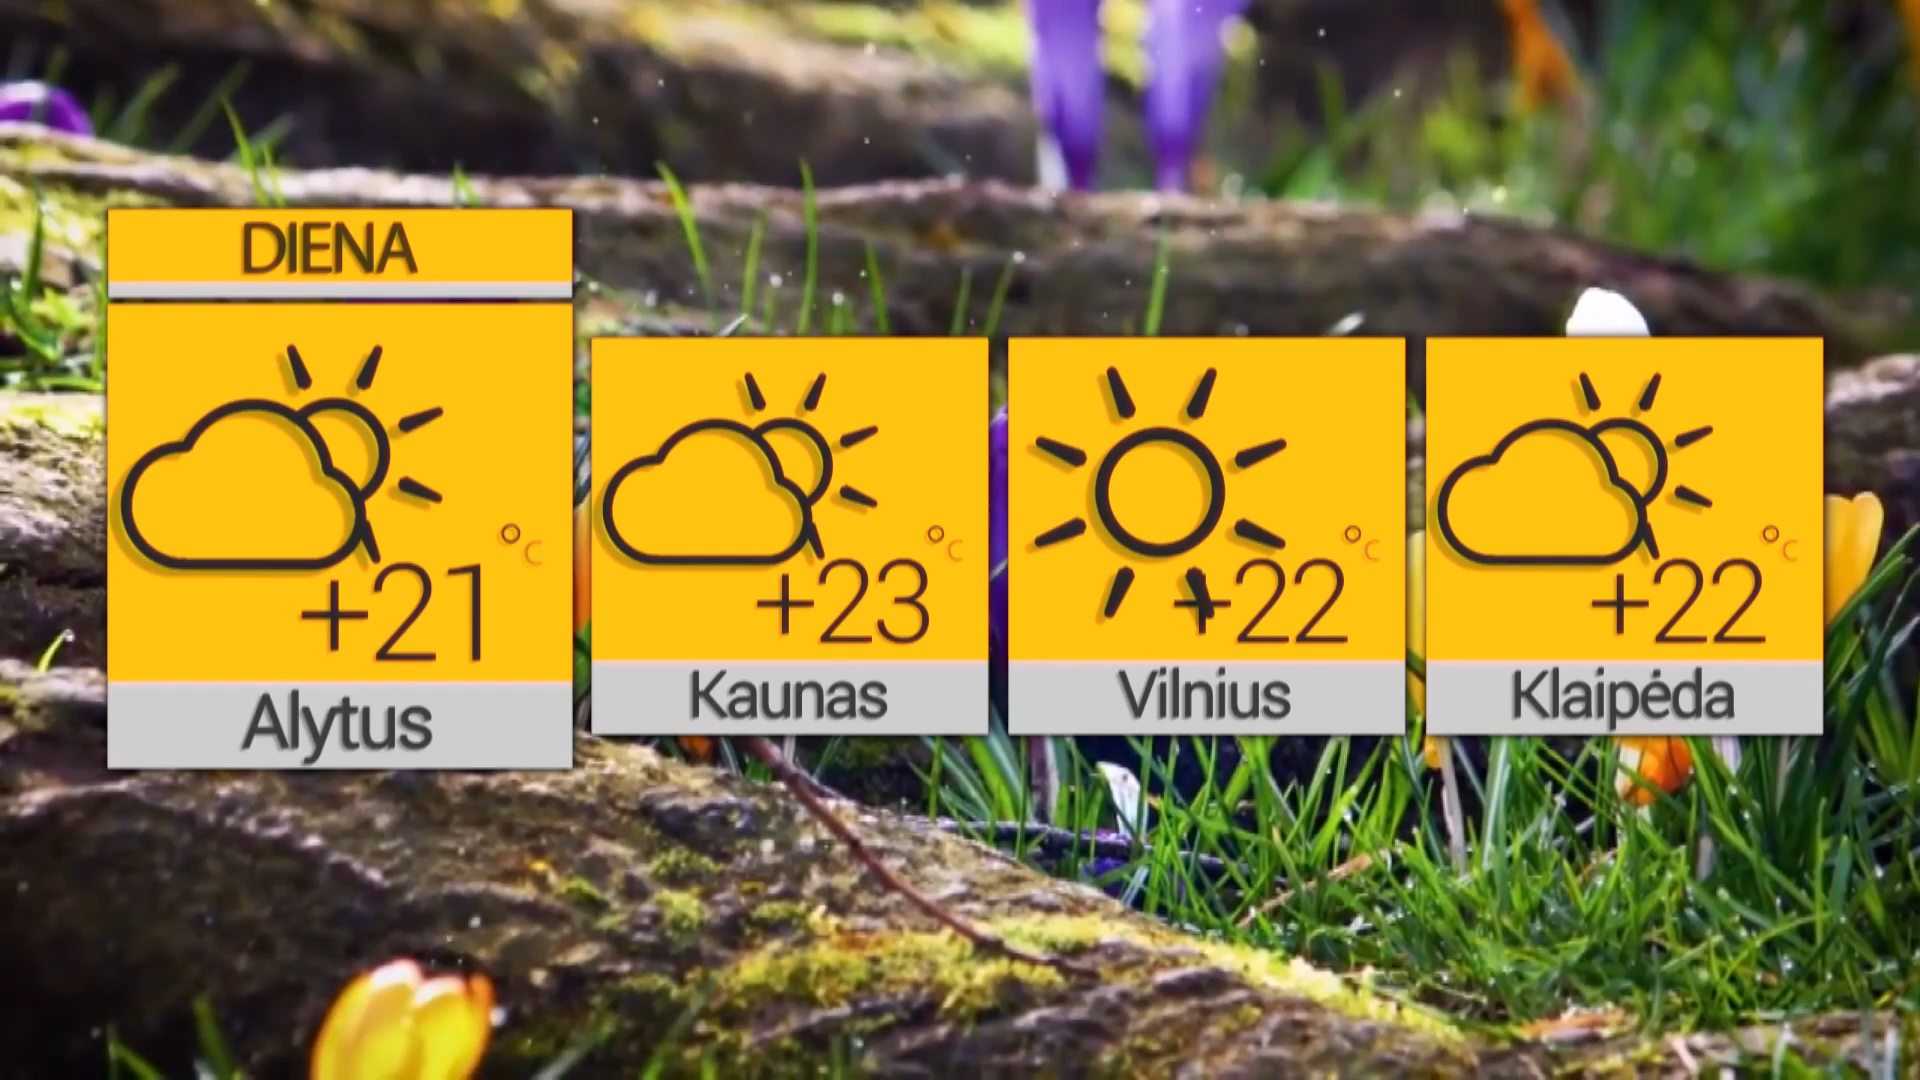 DIENA
°C
+21
Alytus
°C
+23
Kaunas
°C
+22
Vilnius
°C
+22
Klaipėda